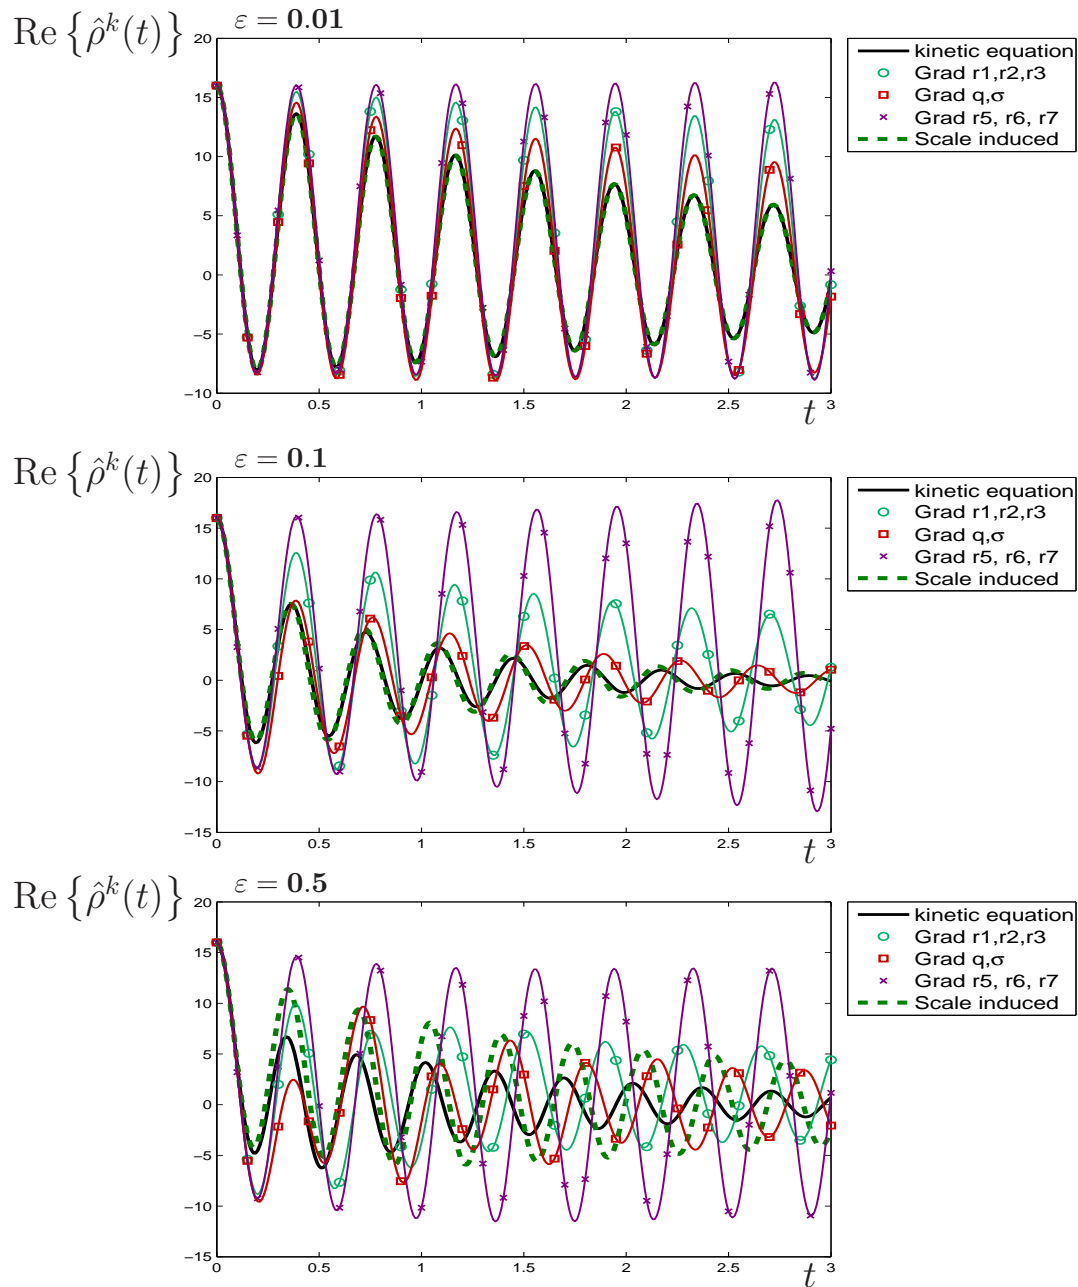 Re {ρ̂ᵏ(t)} ε = 0.01
20
15
10
5
0
−5
−10
0 0.5 1 1.5 2 2.5 3
t
kinetic equation
Grad r1,r2,r3
Grad q,σ
Grad r5, r6, r7
Scale induced
Re {ρ̂ᵏ(t)} ε = 0.1
20
15
10
5
0
−5
−10
−15
0 0.5 1 1.5 2 2.5 3
t
kinetic equation
Grad r1,r2,r3
Grad q,σ
Grad r5, r6, r7
Scale induced
Re {ρ̂ᵏ(t)} ε = 0.5
20
15
10
5
0
−5
−10
−15
0 0.5 1 1.5 2 2.5 3
t
kinetic equation
Grad r1,r2,r3
Grad q,σ
Grad r5, r6, r7
Scale induced